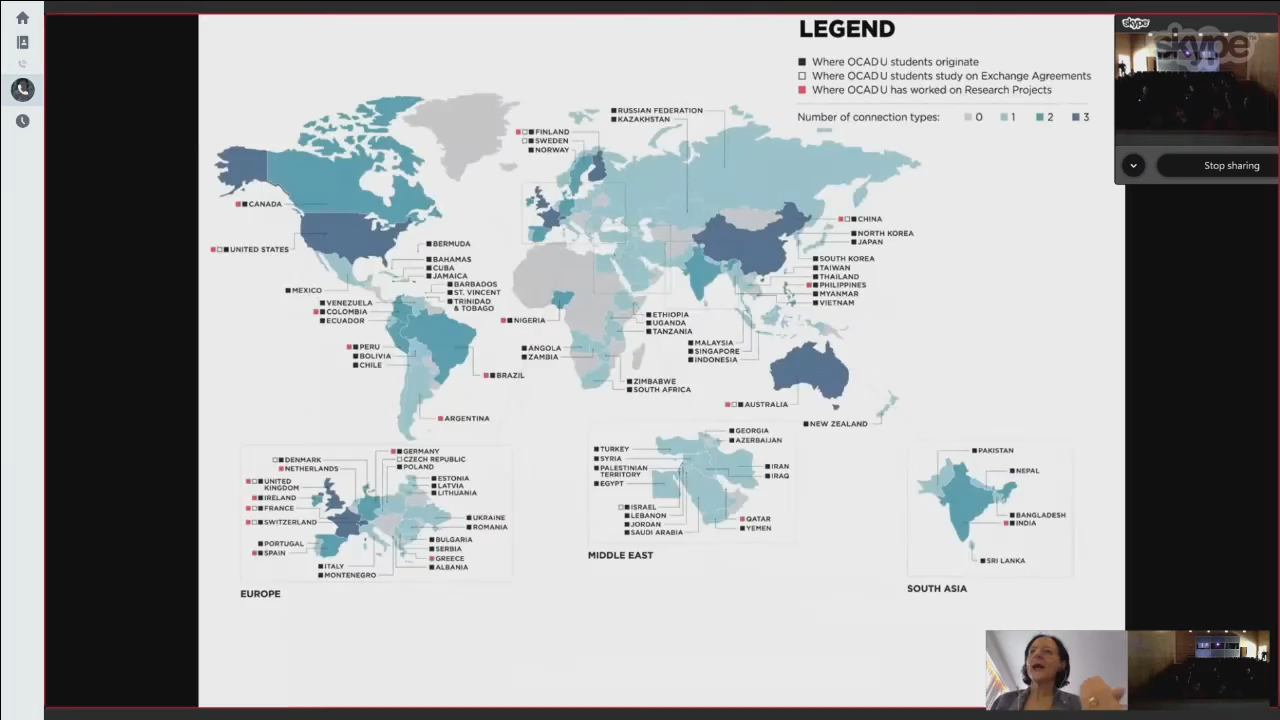 LEGEND
Where OCAD U students originate
Where OCAD U students study on Exchange Agreements
Where OCAD U has worked on Research Projects
Number of connection types: 0 1 2 3
skype
skype
Stop sharing
RUSSIAN FEDERATION
KAZAKHSTAN
FINLAND
SWEDEN
NORWAY
CANADA
UNITED STATES
MEXICO
BERMUDA
BAHAMAS
CUBA
JAMAICA
BARBADOS
ST. VINCENT
TRINIDAD
& TOBAGO
VENEZUELA
COLOMBIA
ECUADOR
PERU
BOLIVIA
CHILE
BRAZIL
ARGENTINA
NIGERIA
ANGOLA
ZAMBIA
ETHIOPIA
UGANDA
TANZANIA
ZIMBABWE
SOUTH AFRICA
CHINA
NORTH KOREA
JAPAN
SOUTH KOREA
TAIWAN
THAILAND
PHILIPPINES
MYANMAR
VIETNAM
MALAYSIA
SINGAPORE
INDONESIA
AUSTRALIA
NEW ZEALAND
DENMARK
NETHERLANDS
UNITED
KINGDOM
IRELAND
FRANCE
SWITZERLAND
PORTUGAL
SPAIN
ITALY
MONTENEGRO
GERMANY
CZECH REPUBLIC
POLAND
ESTONIA
LATVIA
LITHUANIA
UKRAINE
ROMANIA
BULGARIA
SERBIA
GREECE
ALBANIA
EUROPE
TURKEY
SYRIA
PALESTINIAN
TERRITORY
EGYPT
ISRAEL
LEBANON
JORDAN
SAUDI ARABIA
GEORGIA
AZERBAIJAN
IRAN
IRAQ
QATAR
YEMEN
MIDDLE EAST
PAKISTAN
NEPAL
BANGLADESH
INDIA
SRI LANKA
SOUTH ASIA